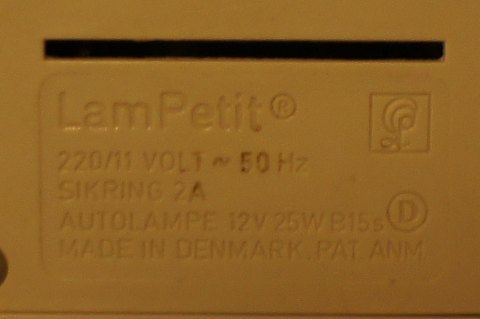 LamPetit®
220/11 VOLT ~ 50 Hz
SIKRING 2A
AUTOLAMPE 12V 25W B15s
D
MADE IN DENMARK. PAT ANM